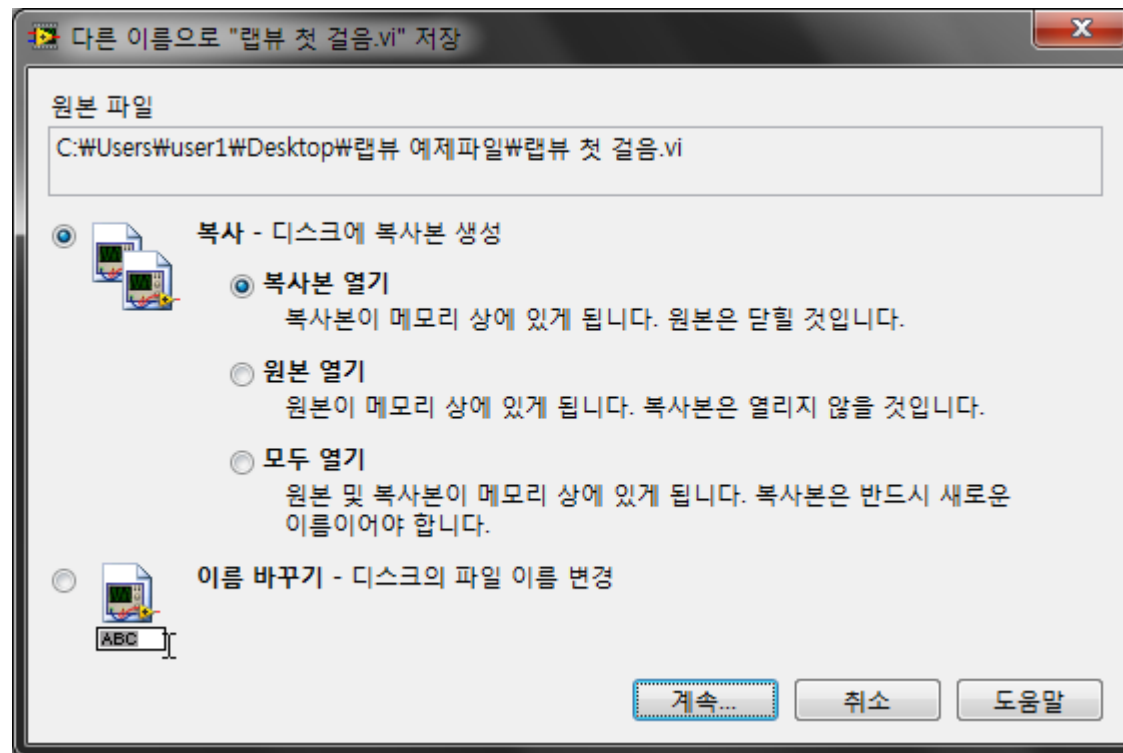 다른 이름으로 "랩뷰 첫 걸음.vi" 저장
원본 파일
C:₩Users₩user1₩Desktop₩랩뷰 예제파일₩랩뷰 첫 걸음.vi
복사 - 디스크에 복사본 생성
복사본 열기
복사본이 메모리 상에 있게 됩니다. 원본은 닫힐 것입니다.
원본 열기
원본이 메모리 상에 있게 됩니다. 복사본은 열리지 않을 것입니다.
모두 열기
원본 및 복사본이 메모리 상에 있게 됩니다. 복사본은 반드시 새로운
이름이어야 합니다.
이름 바꾸기 - 디스크의 파일 이름 변경
ABC
계속... 취소 도움말